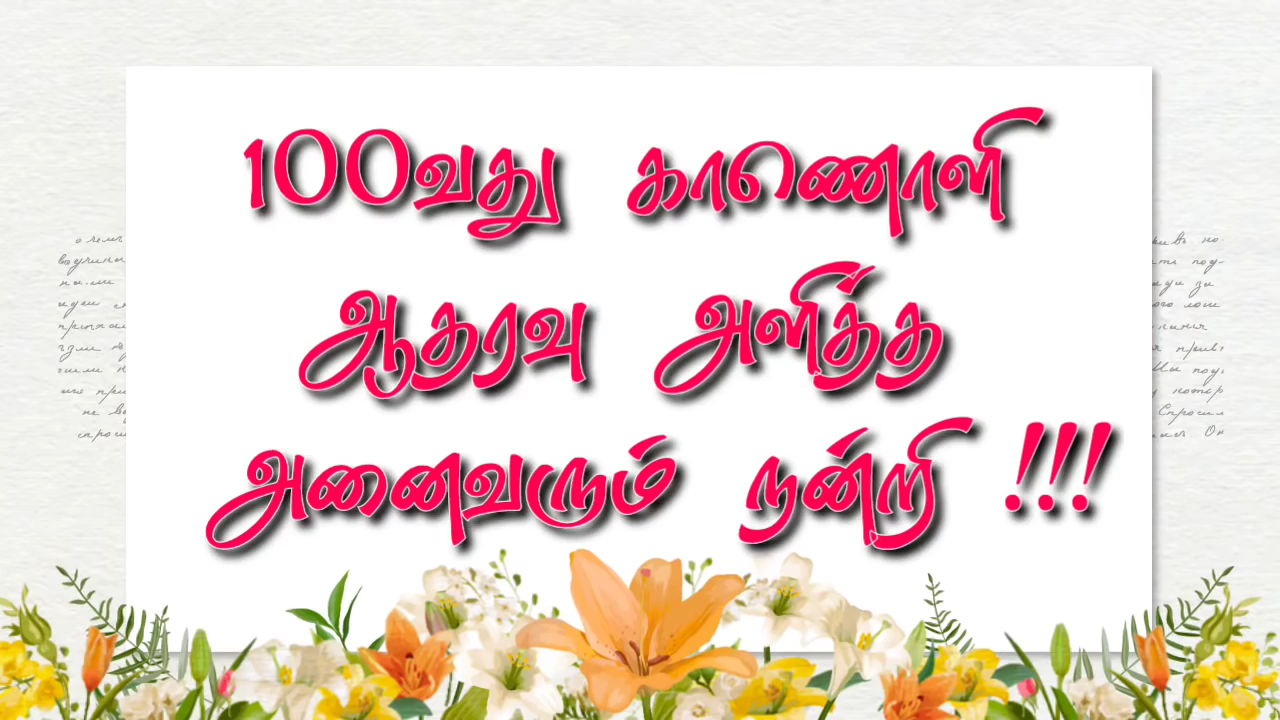 100வது காணொளி
ஆதரவு அளித்த
அனைவரும் நன்றி !!!